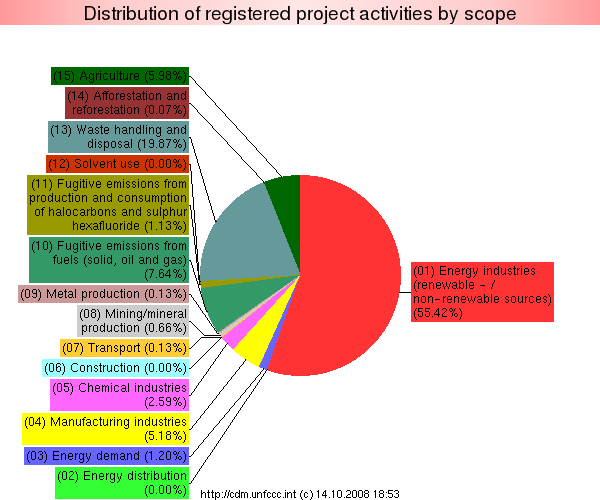 Distribution of registered project activities by scope
(15) Agriculture (5.98%)
(14) Afforestation and
reforestation (0.07%)
(13) Waste handling and
disposal (19.87%)
(12) Solvent use (0.00%)
(11) Fugitive emissions from
production and consumption
of halocarbons and sulphur
hexafluoride (1.13%)
(10) Fugitive emissions from
fuels (solid, oil and gas)
(7.64%)
(09) Metal production (0.13%)
(08) Mining/mineral
production (0.66%)
(07) Transport (0.13%)
(06) Construction (0.00%)
(05) Chemical industries
(2.59%)
(04) Manufacturing industries
(5.18%)
(03) Energy demand (1.20%)
(02) Energy distribution
(0.00%)
(01) Energy industries
(renewable - /
non-renewable sources)
(55.42%)
http://cdm.unfccc.int (c) 14.10.2008 18:53